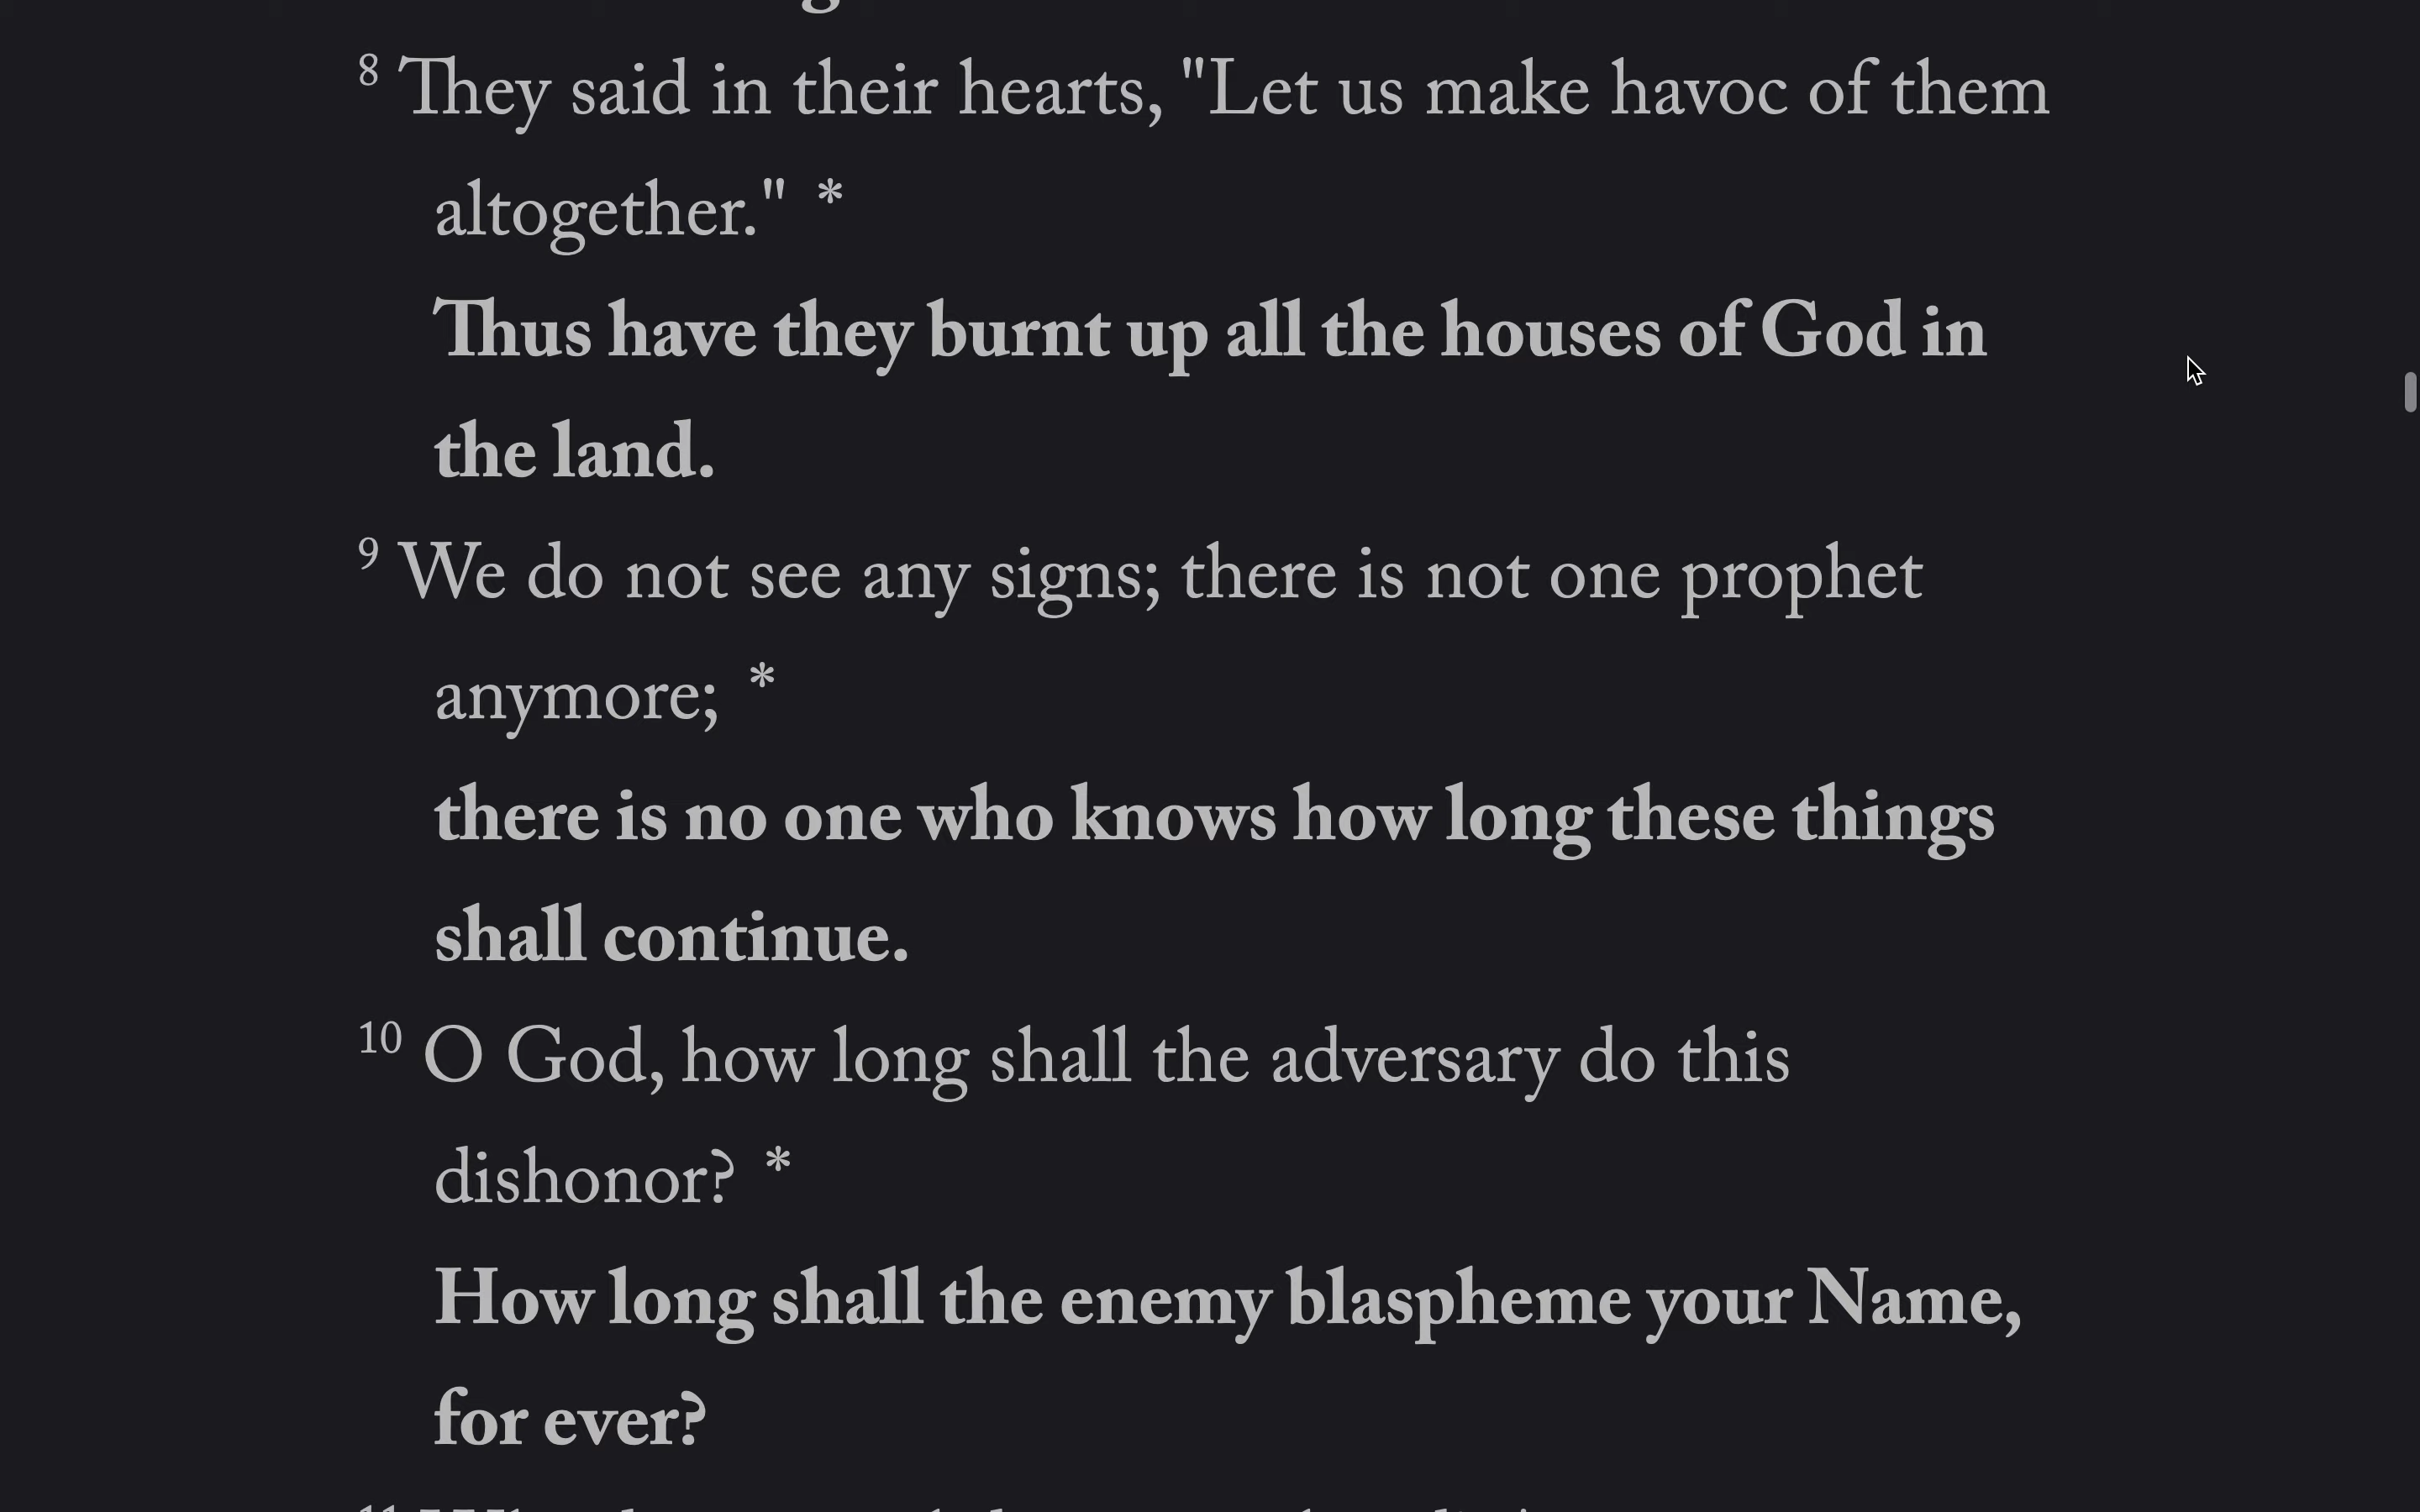 8 They said in their hearts, "Let us make havoc of them
altogether." *
Thus have they burnt up all the houses of God in
the land.
9 We do not see any signs; there is not one prophet
anymore; *
there is no one who knows how long these things
shall continue.
10 O God, how long shall the adversary do this
dishonor? *
How long shall the enemy blaspheme your Name,
for ever?